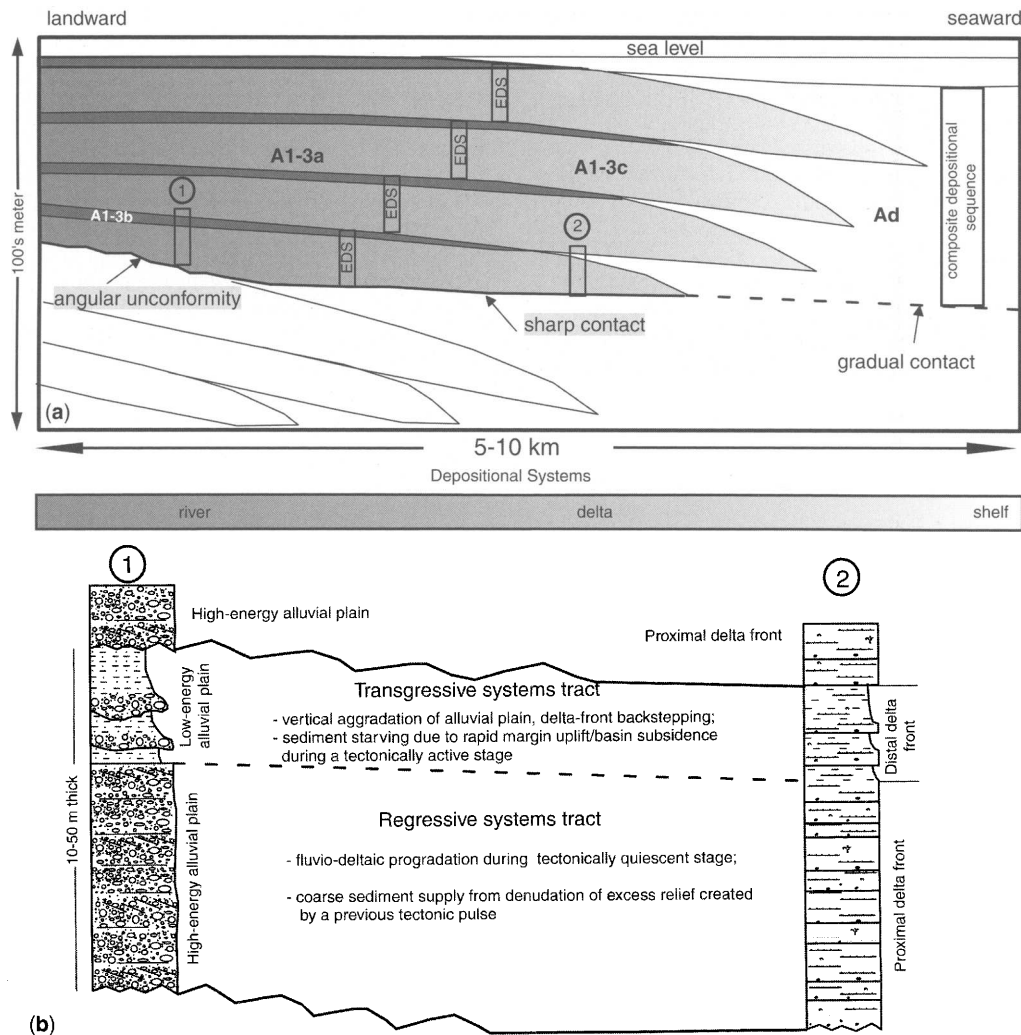 landward
seaward
sea level
EDS
EDS
A1-3a
A1-3c
1
EDS
2
Ad
composite depositional
sequence
A1-3b
EDS
100's meter
angular unconformity
sharp contact
gradual contact
(a)
5-10 km
Depositional Systems
river
delta
shelf
1
2
High-energy alluvial plain
Proximal delta front
Low-energy
alluvial plain
Transgressive systems tract
- vertical aggradation of alluvial plain, delta-front backstepping;
- sediment starving due to rapid margin uplift/basin subsidence
during a tectonically active stage
Distal delta
front
10-50 m thick
High-energy alluvial plain
Regressive systems tract
- fluvio-deltaic progradation during tectonically quiescent stage;
- coarse sediment supply from denudation of excess relief created
by a previous tectonic pulse
Proximal delta front
(b)